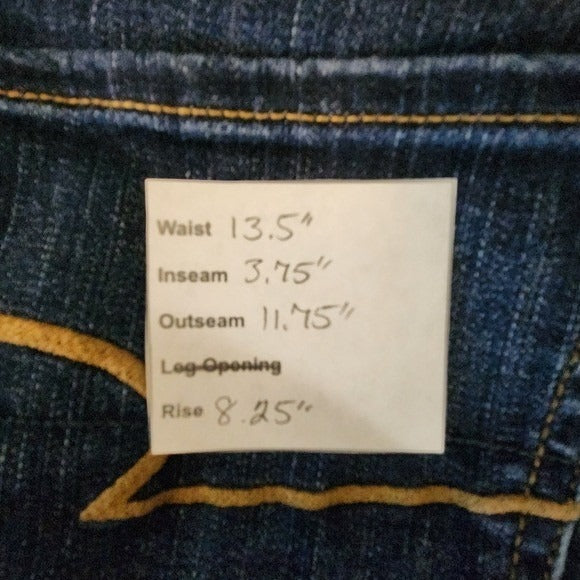 Waist 13.5"
Inseam 3.75"
Outseam 11.75"
Leg Opening
Rise 8.25"